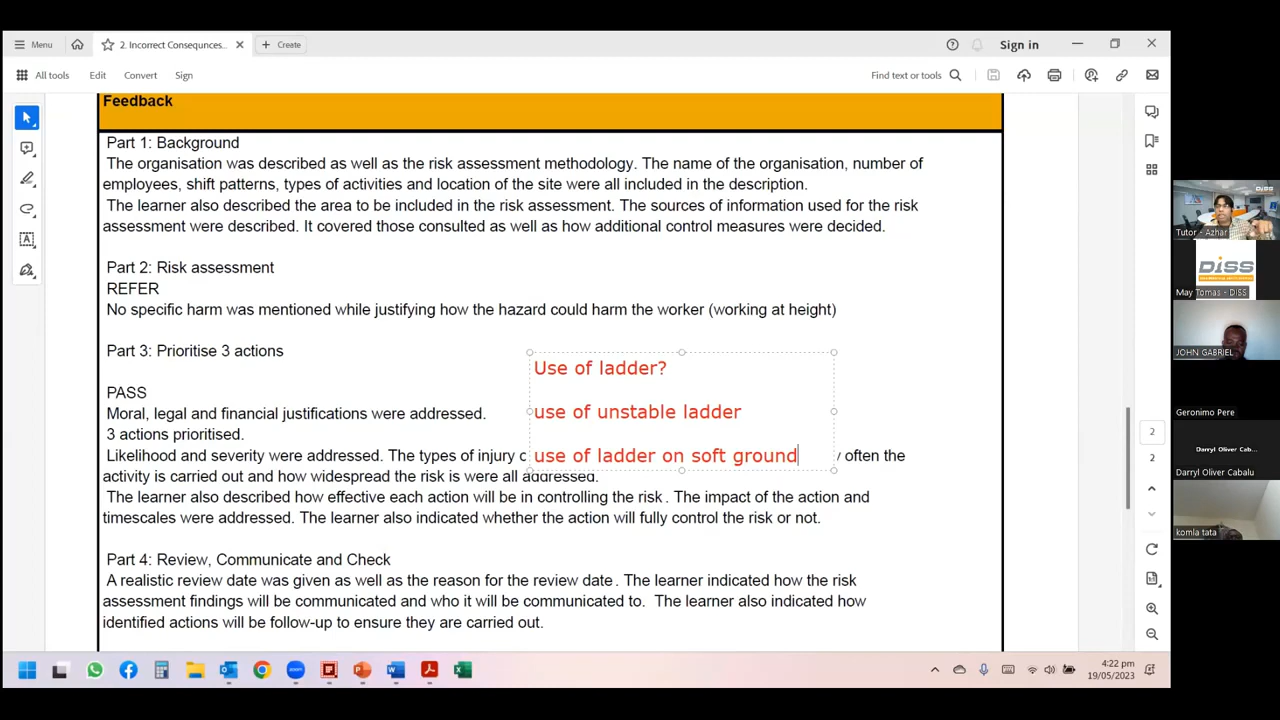 Menu
2. Incorrect Consequnces...
Create
Sign in
All tools
Edit
Convert
Sign
Find text or tools
Feedback
Part 1: Background
The organisation was described as well as the risk assessment methodology. The name of the organisation, number of
employees, shift patterns, types of activities and location of the site were all included in the description.
The learner also described the area to be included in the risk assessment. The sources of information used for the risk
assessment were described. It covered those consulted as well as how additional control measures were decided.
Part 2: Risk assessment
REFER
No specific harm was mentioned while justifying how the hazard could harm the worker (working at height)
Part 3: Prioritise 3 actions
Use of ladder?
PASS
use of unstable ladder
Moral, legal and financial justifications were addressed.
3 actions prioritised.
use of ladder on soft ground
Likelihood and severity were addressed. The types of injury often the
activity is carried out and how widespread the risk is were all addressed.
The learner also described how effective each action will be in controlling the risk. The impact of the action and
timescales were addressed. The learner also indicated whether the action will fully control the risk or not.
Part 4: Review, Communicate and Check
A realistic review date was given as well as the reason for the review date. The learner indicated how the risk
assessment findings will be communicated and who it will be communicated to. The learner also indicated how
identified actions will be follow-up to ensure they are carried out.
2
2
4:22 pm
19/05/2023
Tutor - Azhar
DISS
May Tomas - DISS
JOHN GABRIEL
Geronimo Pere
Darryl Oliver Cab...
Darryl Oliver Cabalu
komla tata